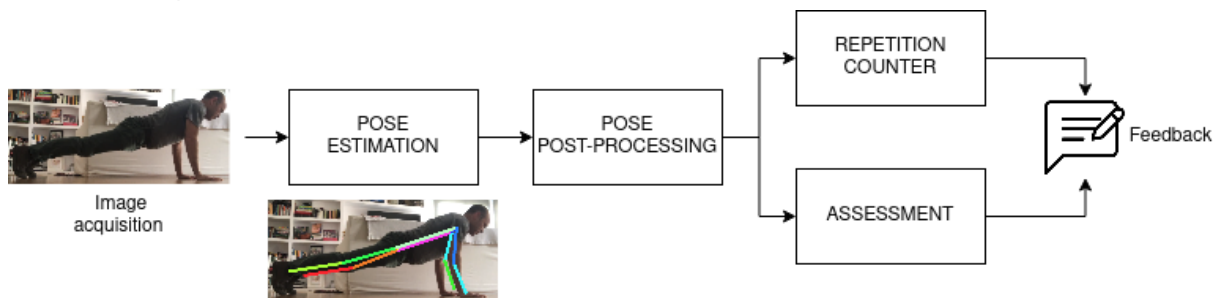 Image
acquisition
POSE
ESTIMATION
POSE
POST-PROCESSING
REPETITION
COUNTER
ASSESSMENT
Feedback